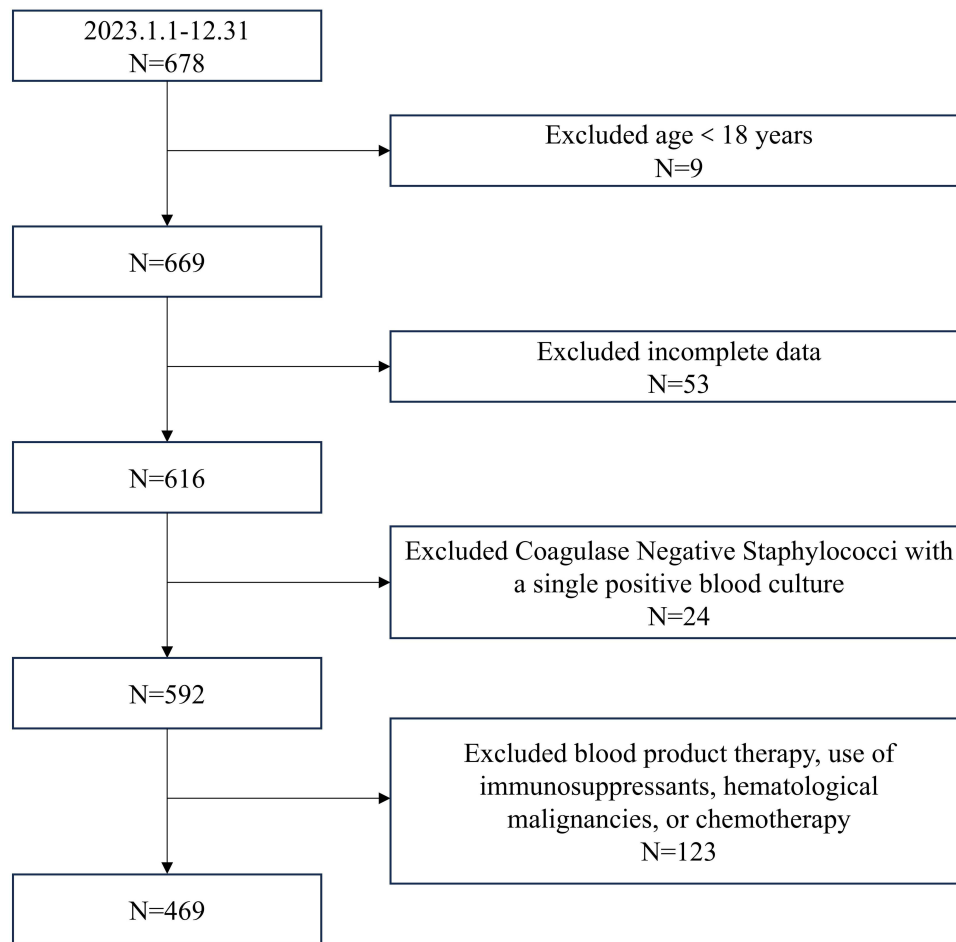 2023.1.1-12.31
N=678
Excluded age < 18 years
N=9
N=669
Excluded incomplete data
N=53
N=616
Excluded Coagulase Negative Staphylococci with
a single positive blood culture
N=24
N=592
Excluded blood product therapy, use of
immunosuppressants, hematological
malignancies, or chemotherapy
N=123
N=469